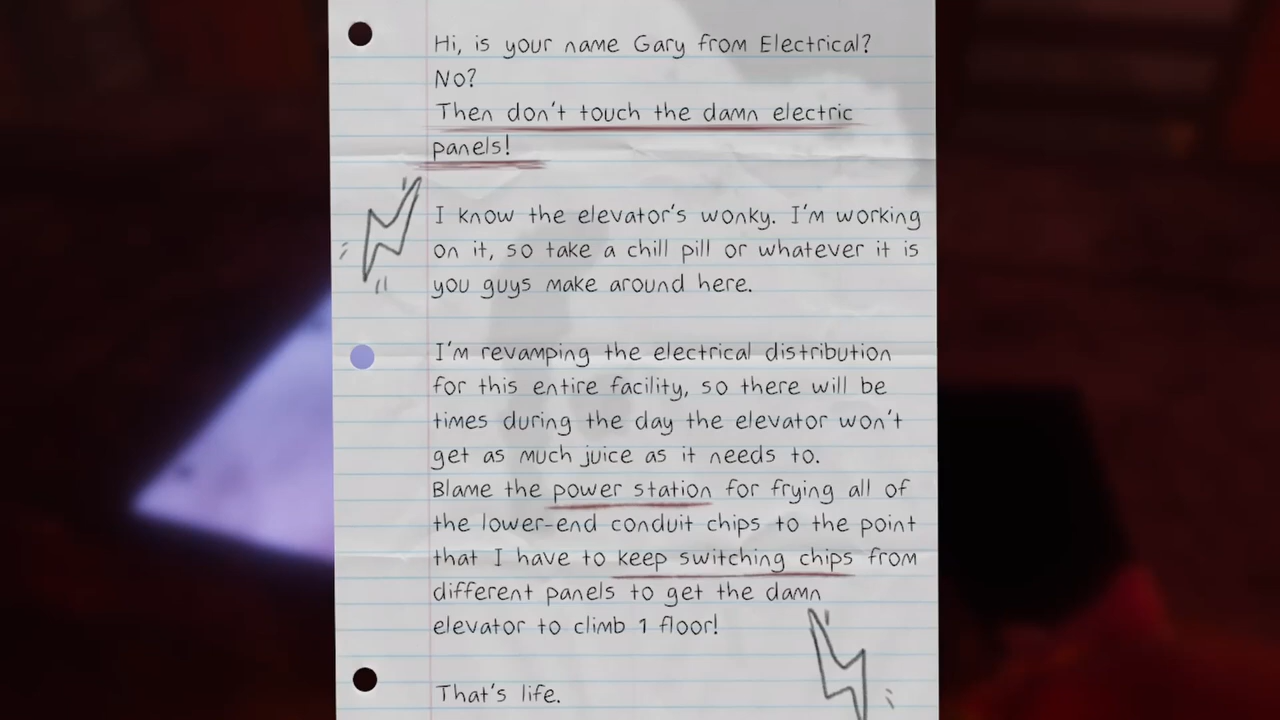 Hi, is your name Gary from Electrical?
No?
Then don't touch the damn electric
panels!
I know the elevator's wonky. I'm working
on it, so take a chill pill or whatever it is
you guys make around here.
I'm revamping the electrical distribution
for this entire facility, so there will be
times during the day the elevator won't
get as much juice as it needs to.
Blame the power station for frying all of
the lower-end conduit chips to the point
that I have to keep switching chips from
different panels to get the damn
elevator to climb 1 floor!
That's life.